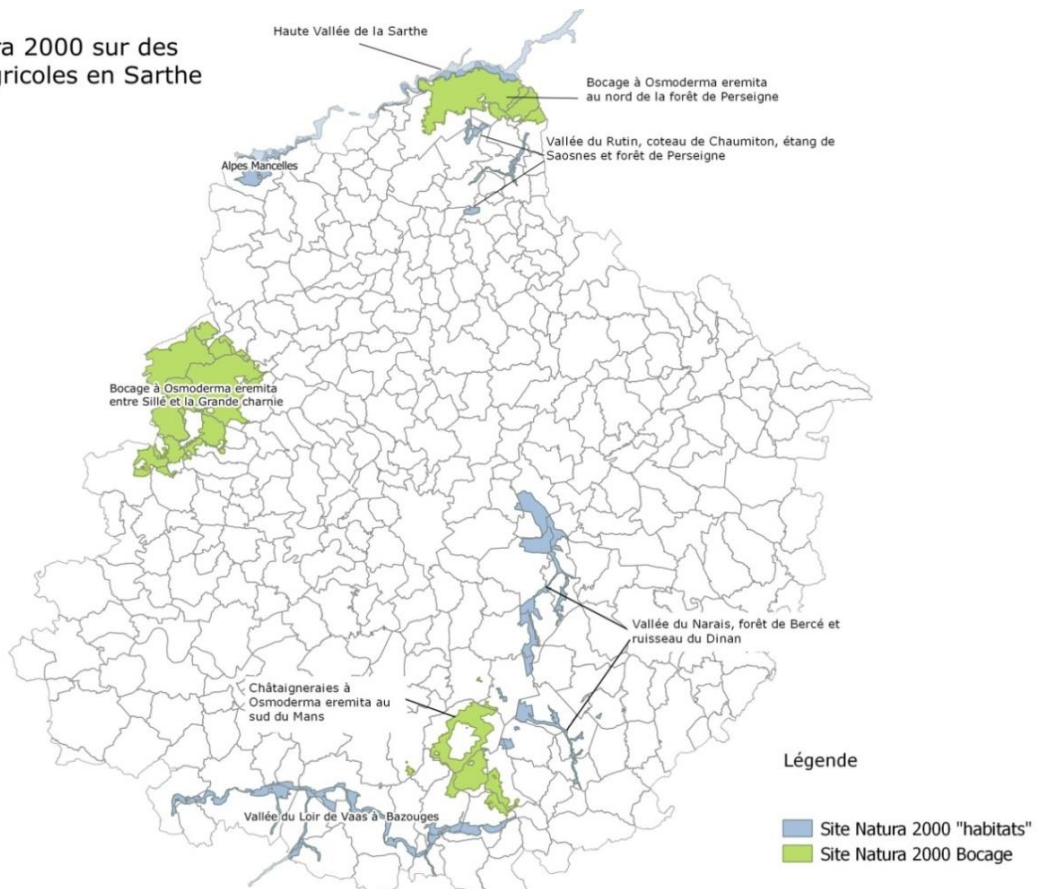 a 2000 sur des
gricoles en Sarthe
Haute Vallée de la Sarthe
Bocage à Osmoderma eremita
au nord de la forêt de Perseigne
Vallée du Rutin, coteau de Chaumiton, étang de
Saosnes et forêt de Perseigne
Alpes Mancelles
Bocage à Osmoderma eremita
entre Sillé et la Grande charnie
Vallée du Narais, forêt de Bercé et
ruisseau du Dinan
Châtaigneraies à
Osmoderma eremita au
sud du Mans
Vallée du Loir de Vaas à Bazouges
Légende
Site Natura 2000 "habitats"
Site Natura 2000 Bocage